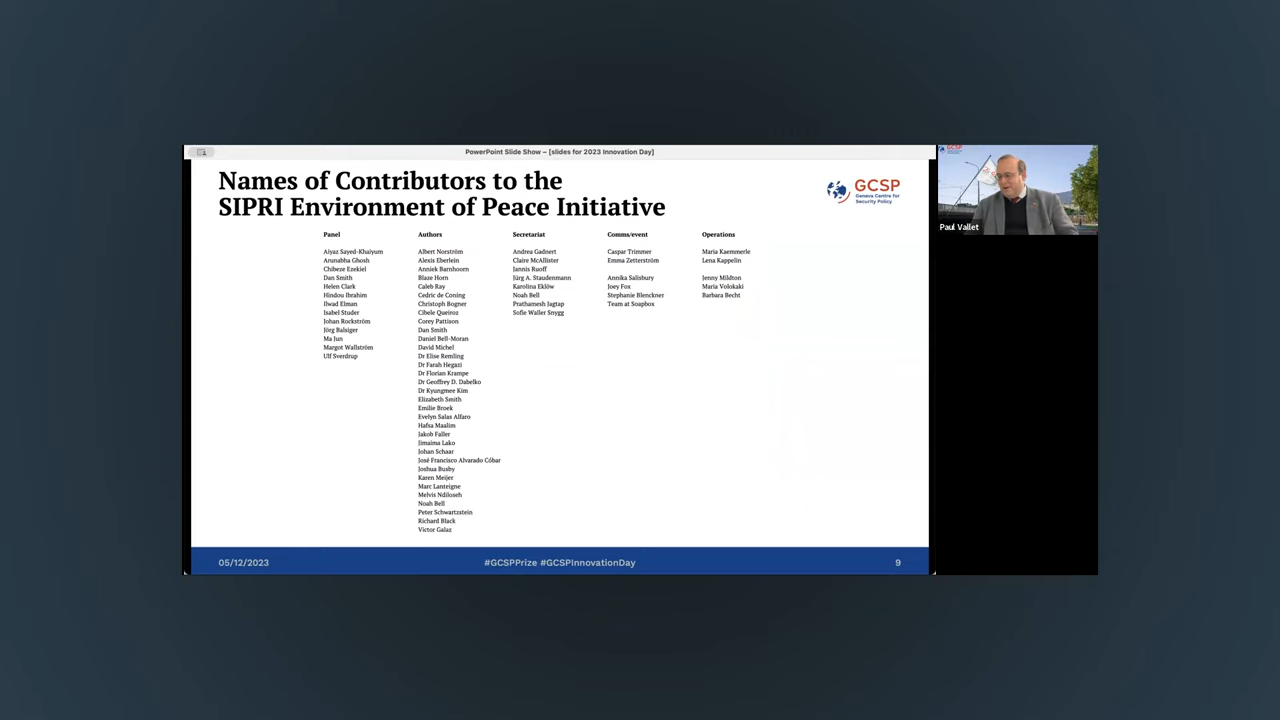 PowerPoint Slide Show – [slides for 2023 Innovation Day]
Names of Contributors to the
SIPRI Environment of Peace Initiative
GCSP
Geneva Centre for
Security Policy
Panel
Aiyaz Sayed-Khaiyum
Arunabha Ghosh
Chibeze Ezekiel
Dan Smith
Helen Clark
Hindou Ibrahim
Ilwad Elman
Isabel Studer
Johan Rockström
Jörg Balsiger
Ma Jun
Margot Wallström
Ulf Sverdrup
Authors
Albert Norström
Alexis Eberlein
Anniek Barnhoorn
Blaze Horn
Caleb Ray
Cedric de Coning
Christoph Bogner
Cibele Queiroz
Corey Pattison
Dan Smith
Daniel Bell-Moran
David Michel
Dr Elise Remling
Dr Farah Hegazi
Dr Florian Krampe
Dr Geoffrey D. Dabelko
Dr Kyungmee Kim
Elizabeth Smith
Emilie Broek
Evelyn Salas Alfaro
Hafsa Maalim
Jakob Faller
Jimaima Lako
Johan Schaar
José Francisco Alvarado Cóbar
Joshua Busby
Karen Meijer
Marc Lanteigne
Melvis Ndiloseh
Noah Bell
Peter Schwartzstein
Richard Black
Victor Galaz
Secretariat
Andrea Gadnert
Claire McAllister
Jannis Ruoff
Jürg A. Staudenmann
Karolina Eklöw
Noah Bell
Prathamesh Jagtap
Sofie Waller Snygg
Comms/event
Caspar Trimmer
Emma Zetterström
Annika Salisbury
Joey Fox
Stephanie Blenckner
Team at Soapbox
Operations
Maria Kaemmerle
Lena Kappelin
Jenny Mildton
Maria Volokaki
Barbara Becht
05/12/2023
#GCSPPrize #GCSPInnovationDay
9
GCSP
Paul Vallet